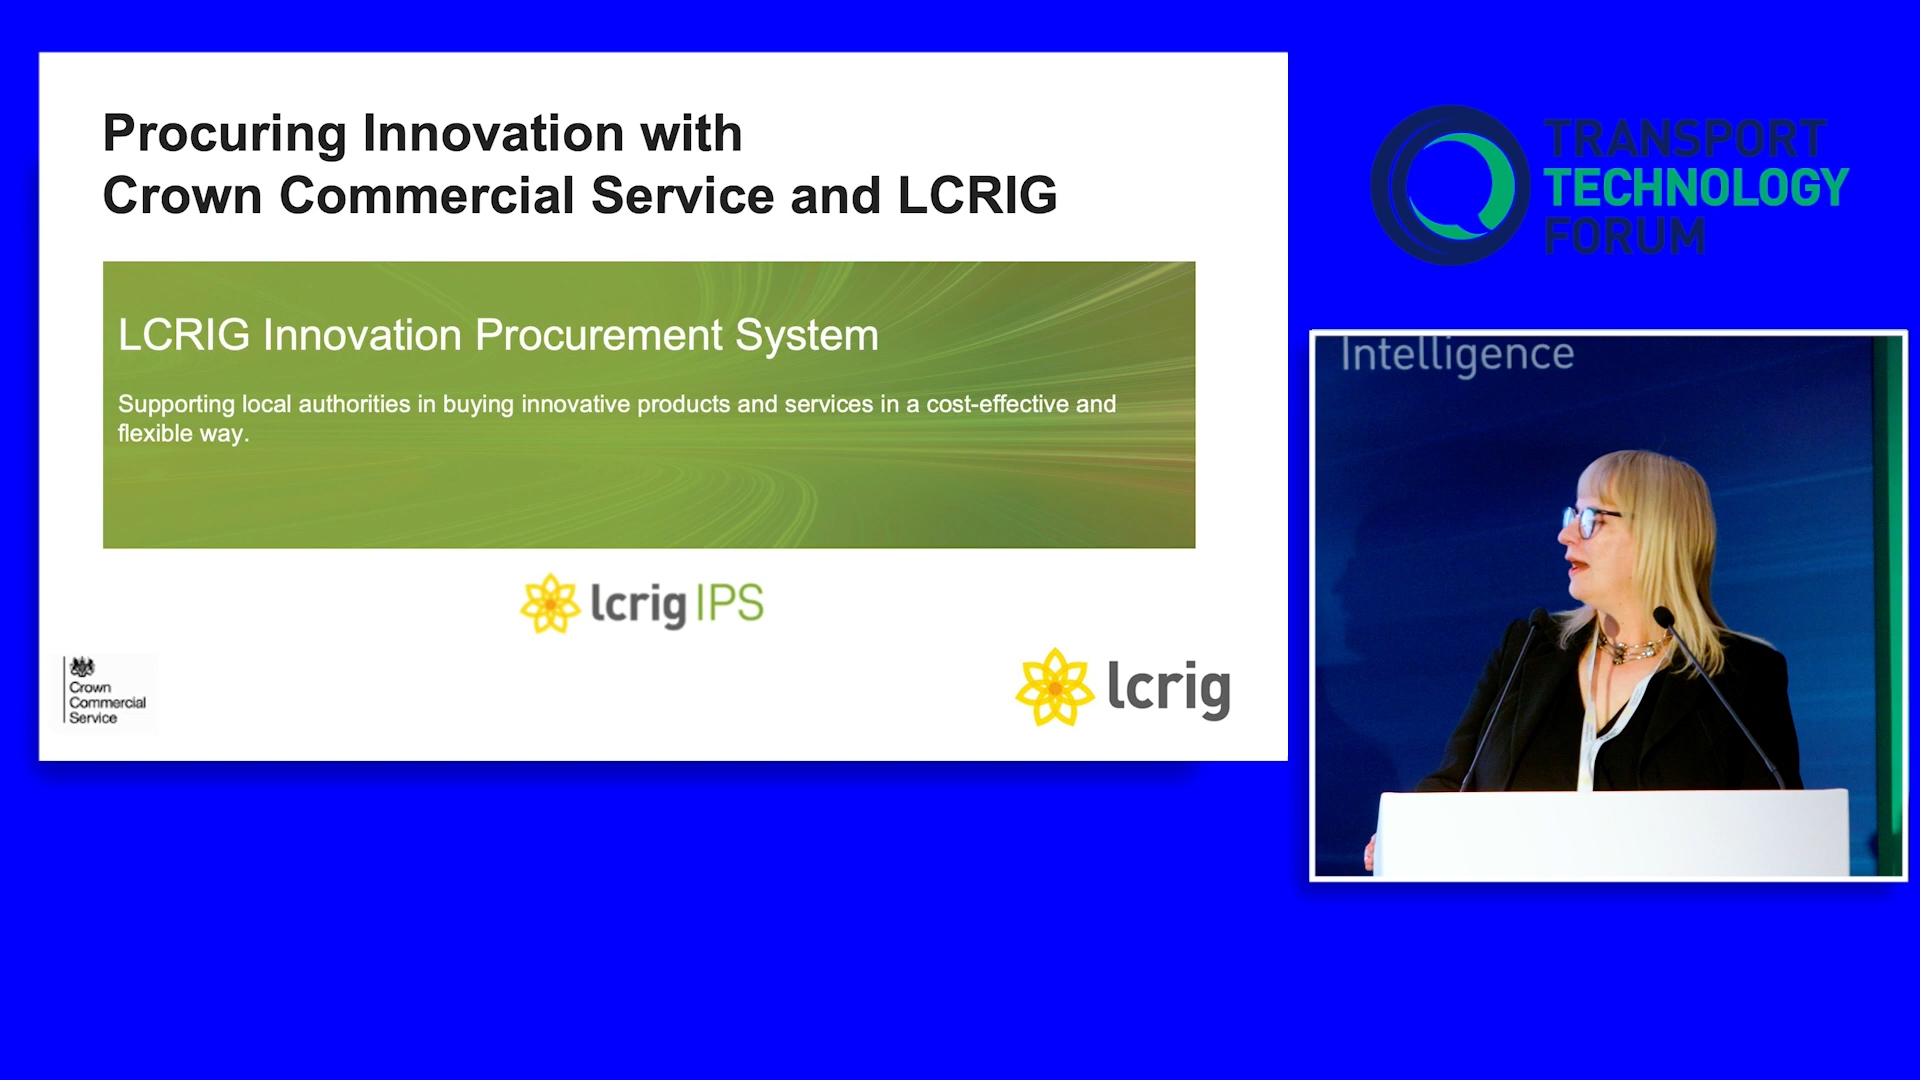 Procuring Innovation with
Crown Commercial Service and LCRIG
LCRIG Innovation Procurement System
Supporting local authorities in buying innovative products and services in a cost-effective and
flexible way.
lcrig IPS
Crown
Commercial
Service
lcrig
TRANSPORT
TECHNOLOGY
FORUM
Intelligence